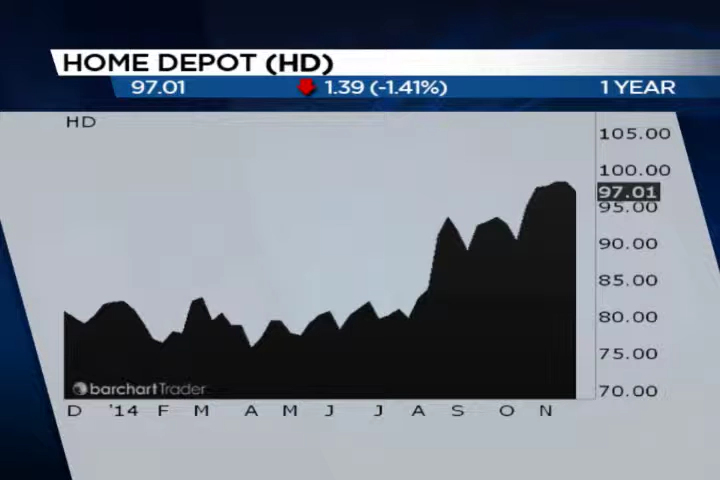 HOME DEPOT (HD)
97.01 1.39 (-1.41%) 1 YEAR
HD
105.00
100.00
97.01
95.00
90.00
85.00
80.00
75.00
70.00
barchartTrader
D '14 F M A M J J A S O N